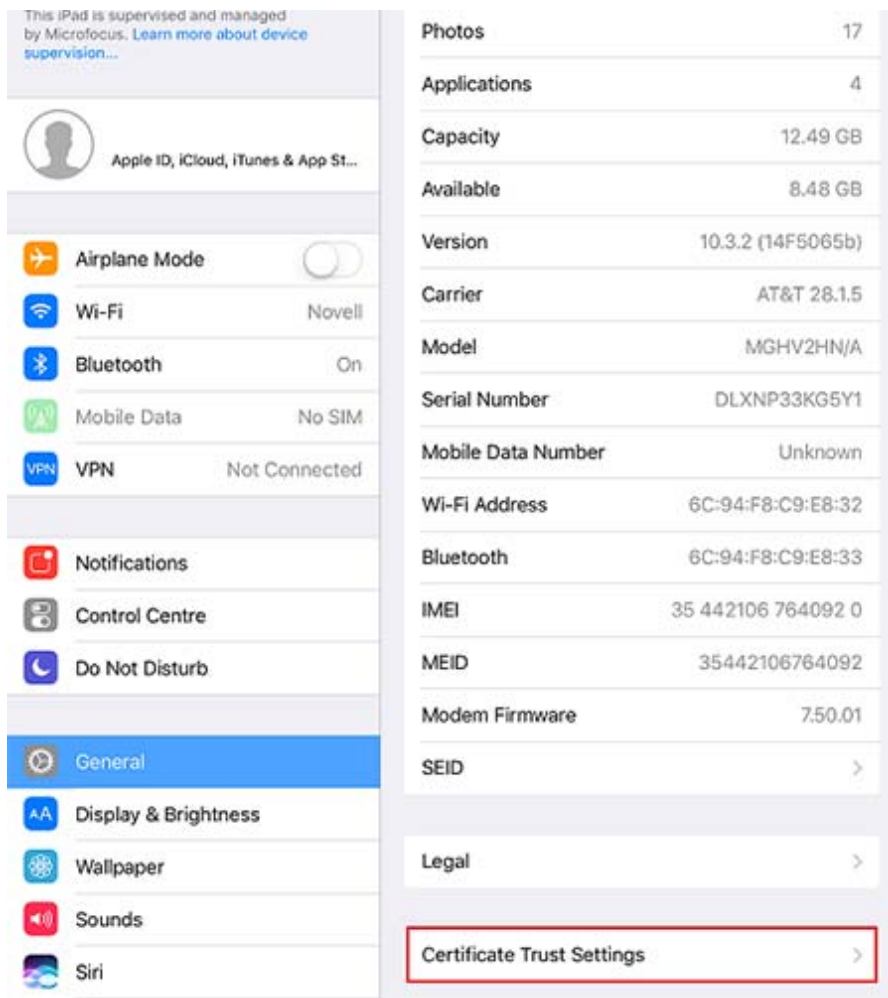 This iPad is supervised and managed
by Microfocus. Learn more about device
supervision...
Apple ID, iCloud, iTunes & App St...
Airplane Mode
Wi-Fi Novell
Bluetooth On
Mobile Data No SIM
VPN VPN Not Connected
Notifications
Control Centre
Do Not Disturb
General
AA Display & Brightness
Wallpaper
Sounds
Siri
Photos 17
Applications 4
Capacity 12.49 GB
Available 8.48 GB
Version 10.3.2 (14F5065b)
Carrier AT&T 28.1.5
Model MGHV2HN/A
Serial Number DLXNP33KG5Y1
Mobile Data Number Unknown
Wi-Fi Address 6C:94:F8:C9:E8:32
Bluetooth 6C:94:F8:C9:E8:33
IMEI 35 442106 764092 0
MEID 35442106764092
Modem Firmware 7.50.01
SEID
Legal
Certificate Trust Settings